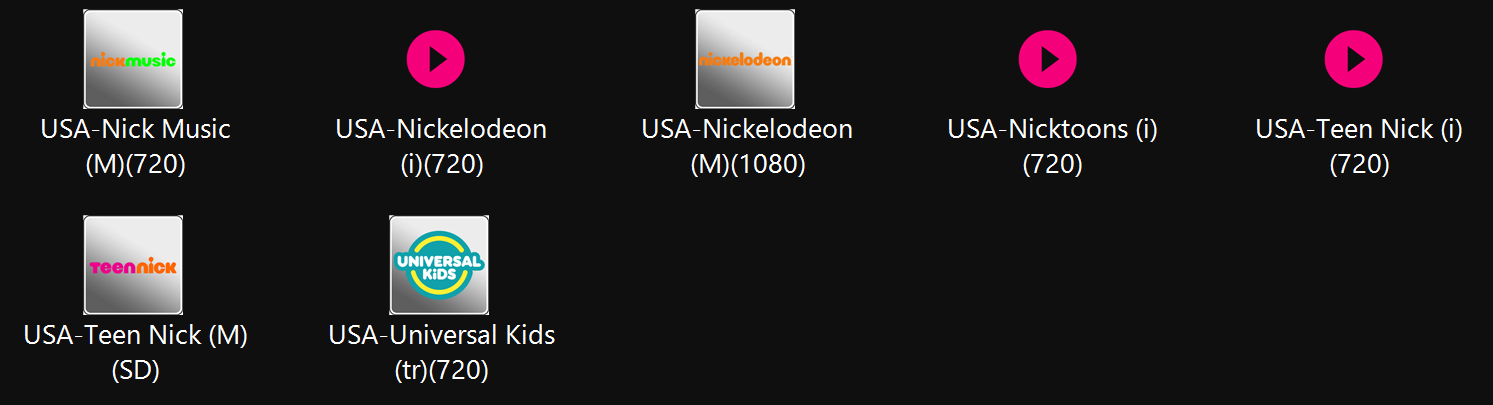 nickmusic
nickelodeon
USA-Nick Music
(M)(720)
USA-Nickelodeon
(i)(720)
USA-Nickelodeon
(M)(1080)
USA-Nicktoons (i)
(720)
USA-Teen Nick (i)
(720)
TEENNICK
UNIVERSAL
KiDS
USA-Teen Nick (M)
(SD)
USA-Universal Kids
(tr)(720)